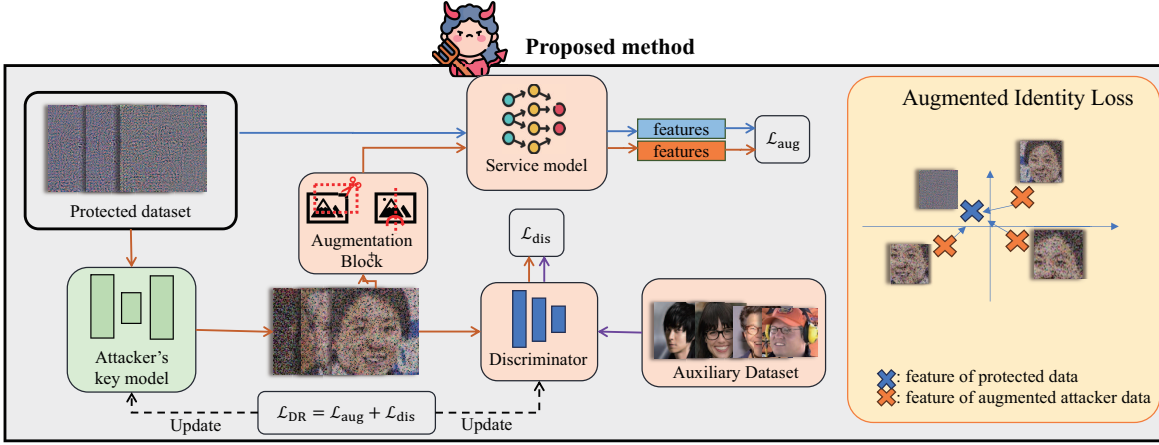 Proposed method
Protected dataset
Service model
features
features
ℒaug
Augmented Identity Loss
Augmentation
Block
ℒdis
Attacker's
key model
Discriminator
Auxiliary Dataset
ℒDR = ℒaug + ℒdis
Update
Update
: feature of protected data
: feature of augmented attacker data